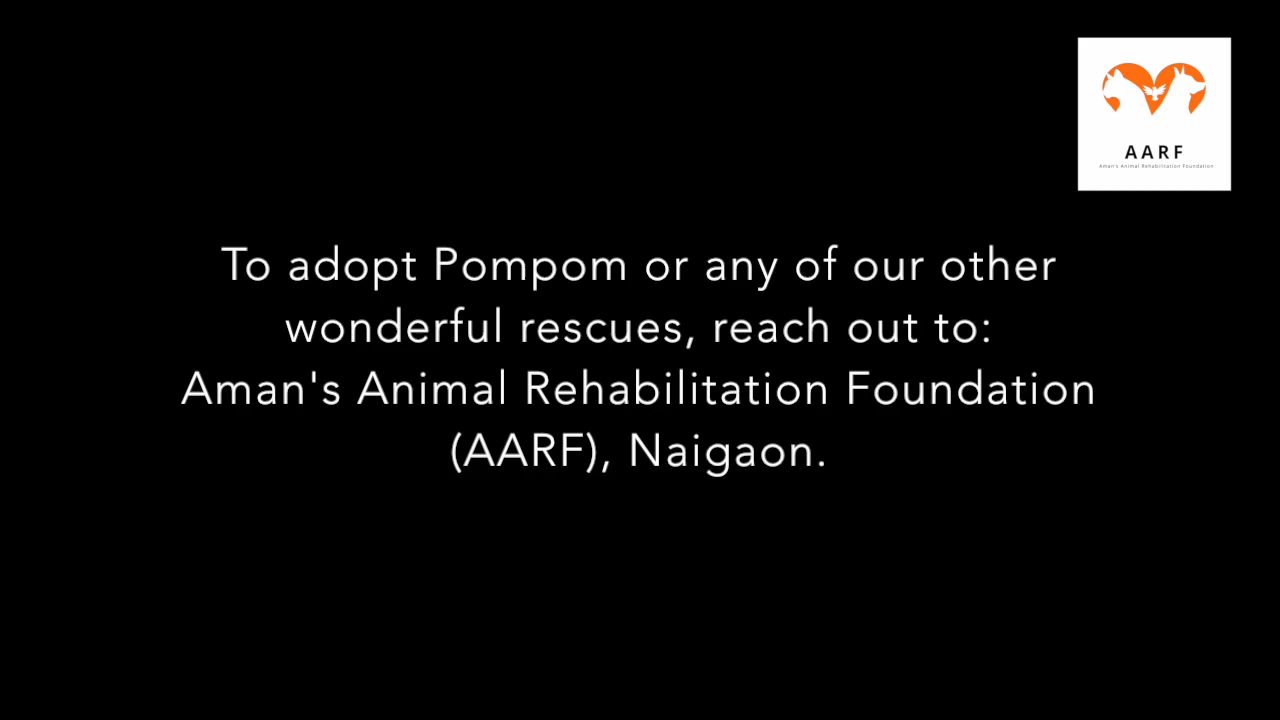 AARF
Aman's Animal Rehabilitation Foundation
To adopt Pompom or any of our other
wonderful rescues, reach out to:
Aman's Animal Rehabilitation Foundation
(AARF), Naigaon.